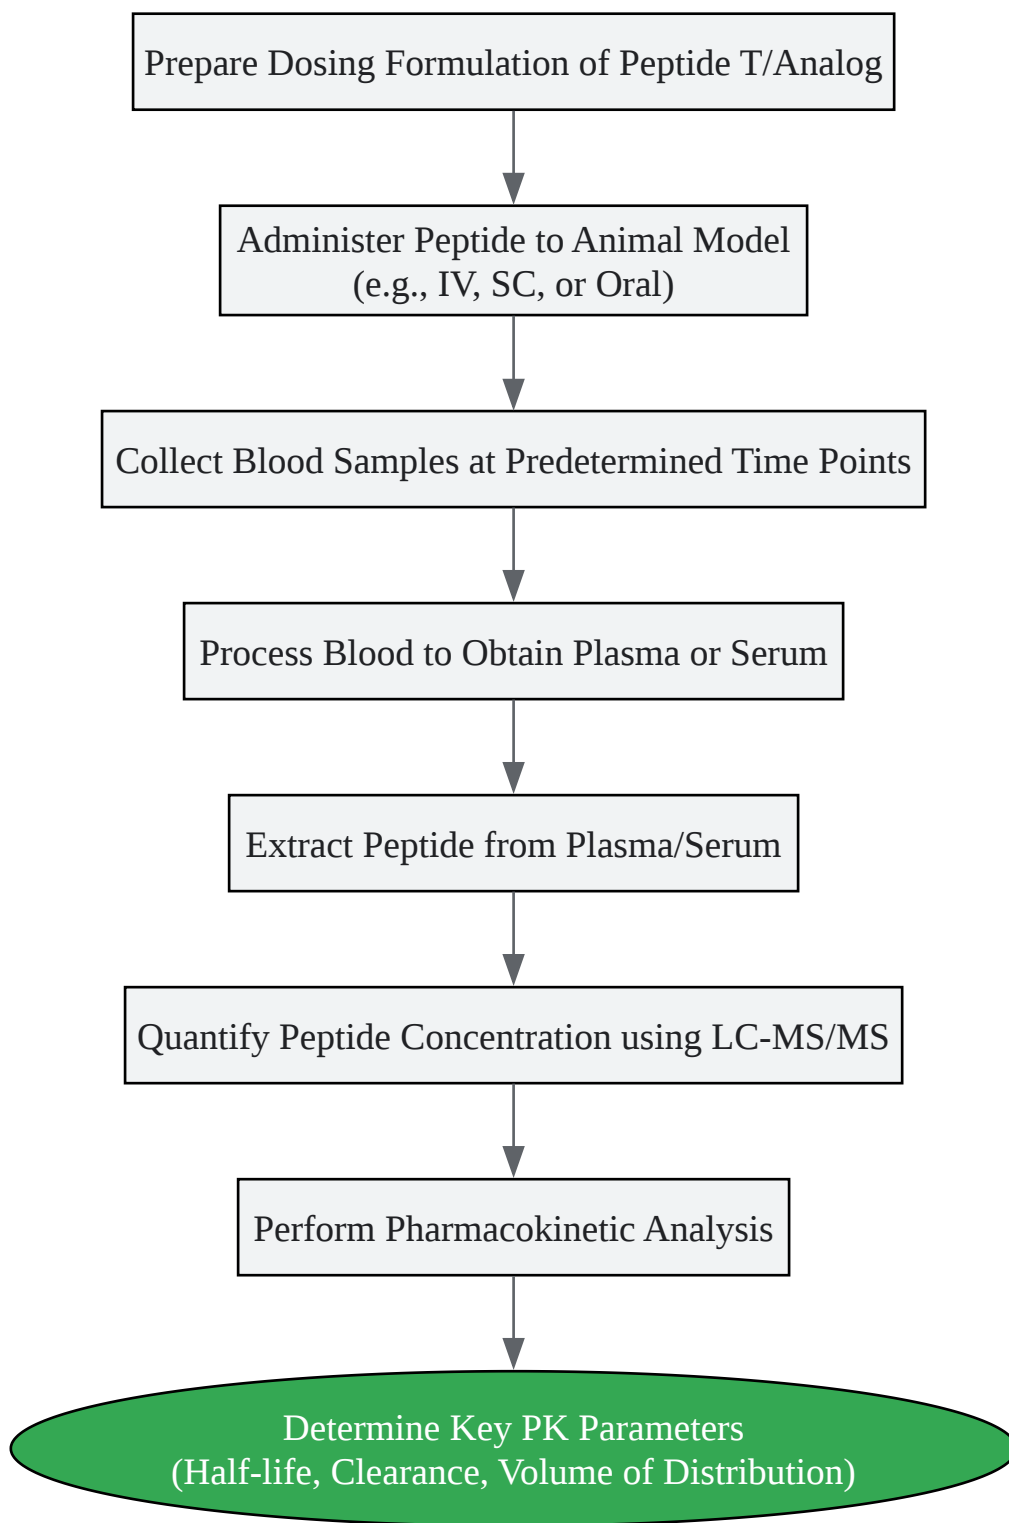 Prepare Dosing Formulation of Peptide T/Analog
Administer Peptide to Animal Model
(e.g., IV, SC, or Oral)
Collect Blood Samples at Predetermined Time Points
Process Blood to Obtain Plasma or Serum
Extract Peptide from Plasma/Serum
Quantify Peptide Concentration using LC-MS/MS
Perform Pharmacokinetic Analysis
Determine Key PK Parameters
(Half-life, Clearance, Volume of Distribution)